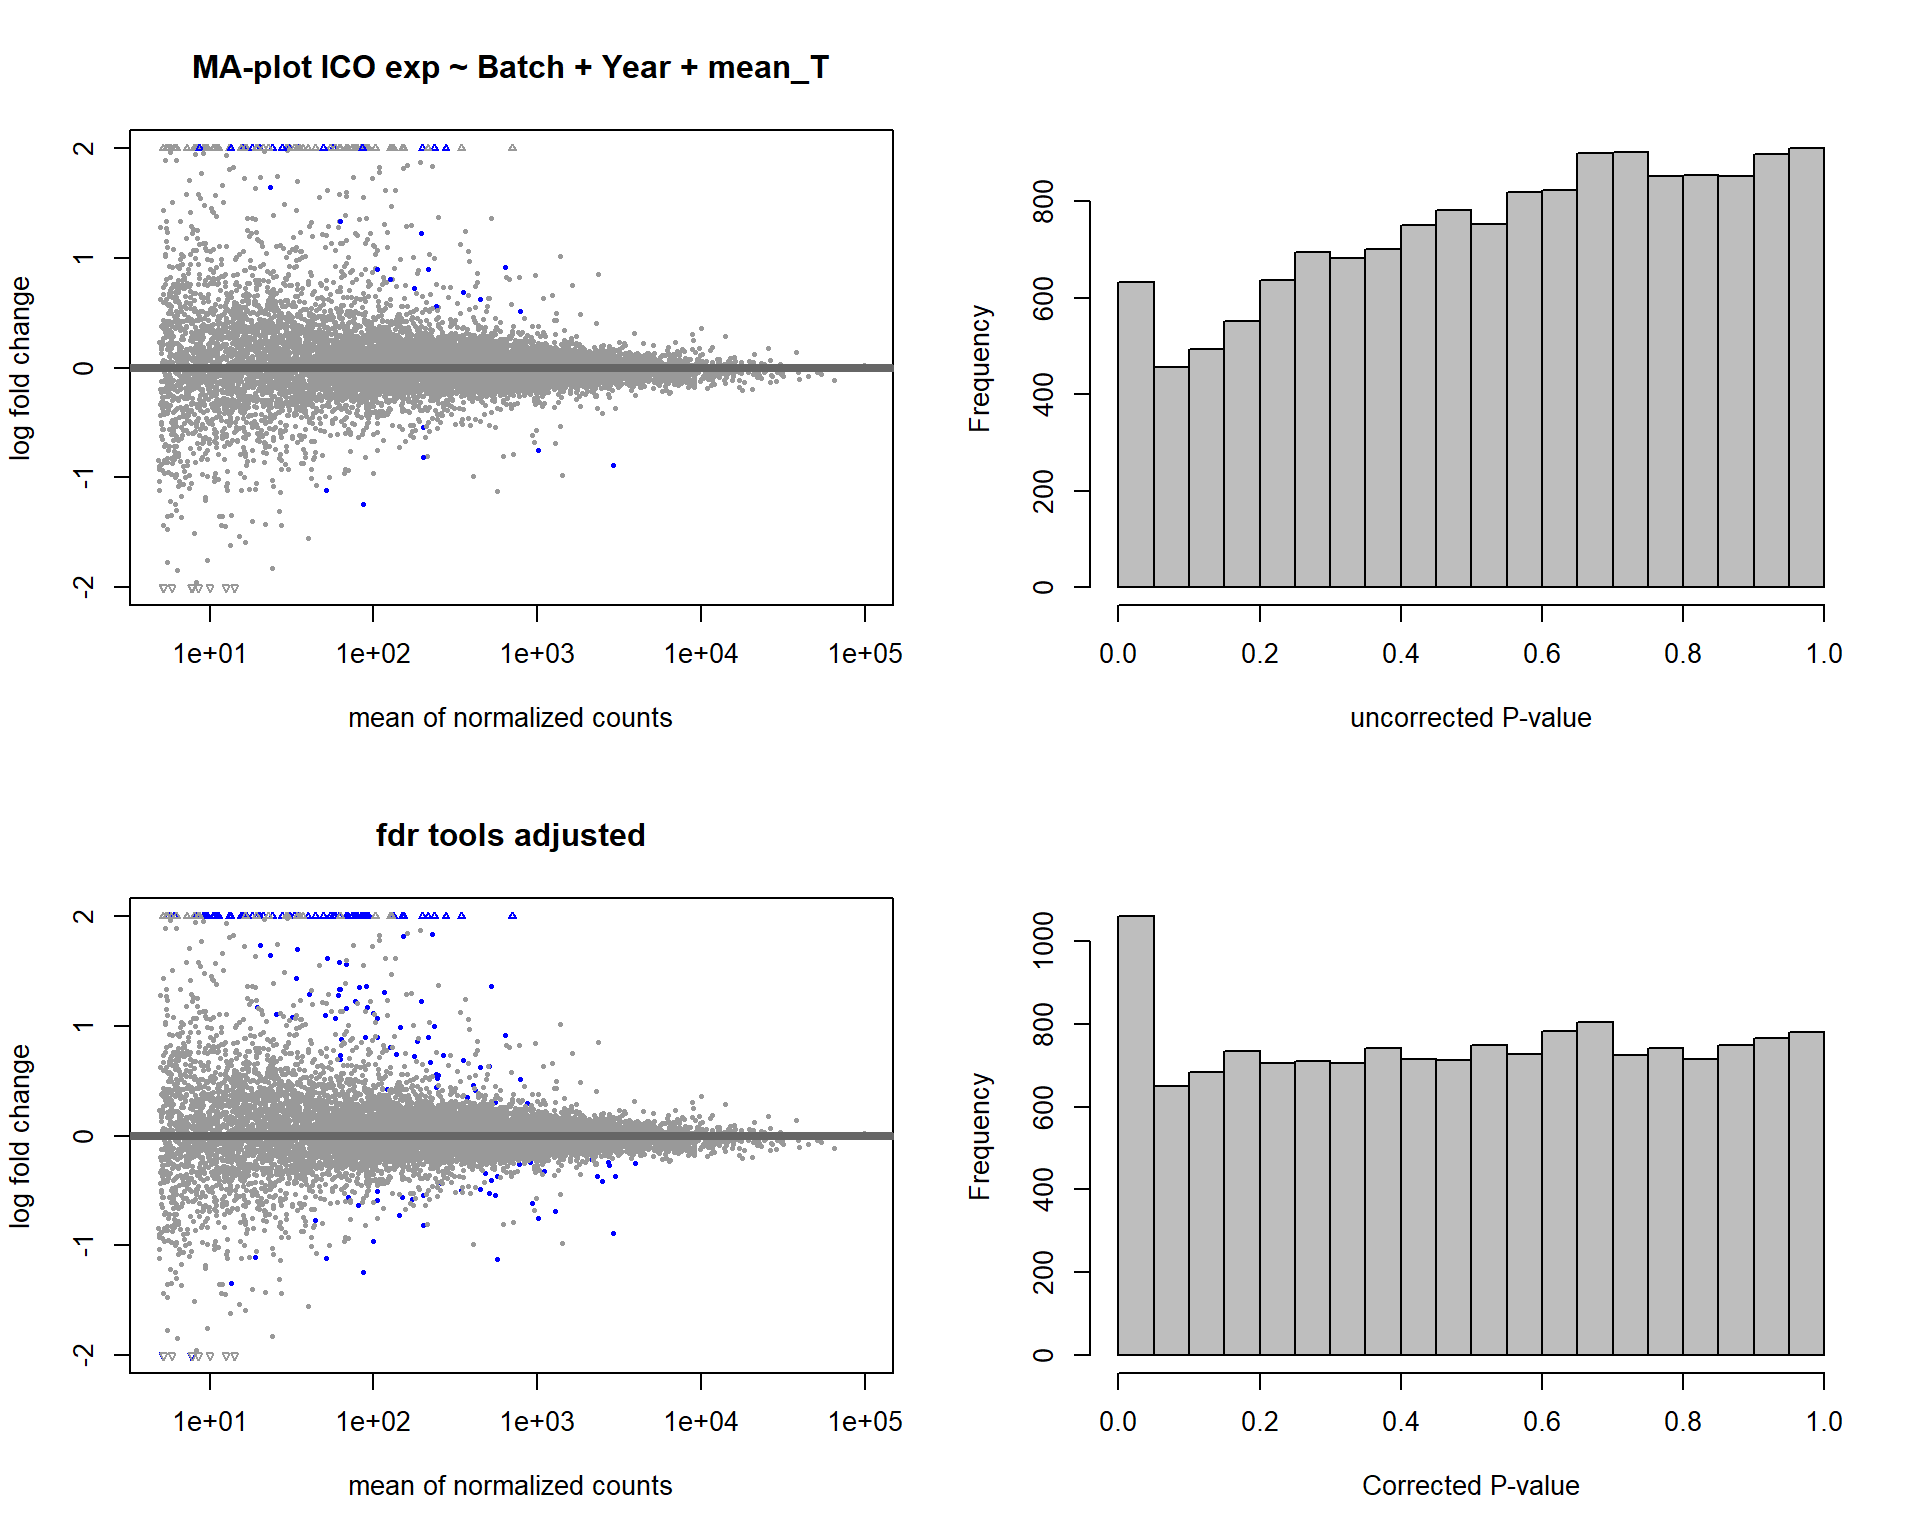 MA-plot ICO exp ~ Batch + Year + mean_T
log fold change
2
1
0
-1
-2
1e+01 1e+02 1e+03 1e+04 1e+05
mean of normalized counts
Frequency
800
600
400
200
0
0.0 0.2 0.4 0.6 0.8 1.0
uncorrected P-value
fdr tools adjusted
log fold change
2
1
0
-1
-2
1e+01 1e+02 1e+03 1e+04 1e+05
mean of normalized counts
Frequency
1000
800
600
400
200
0
0.0 0.2 0.4 0.6 0.8 1.0
Corrected P-value